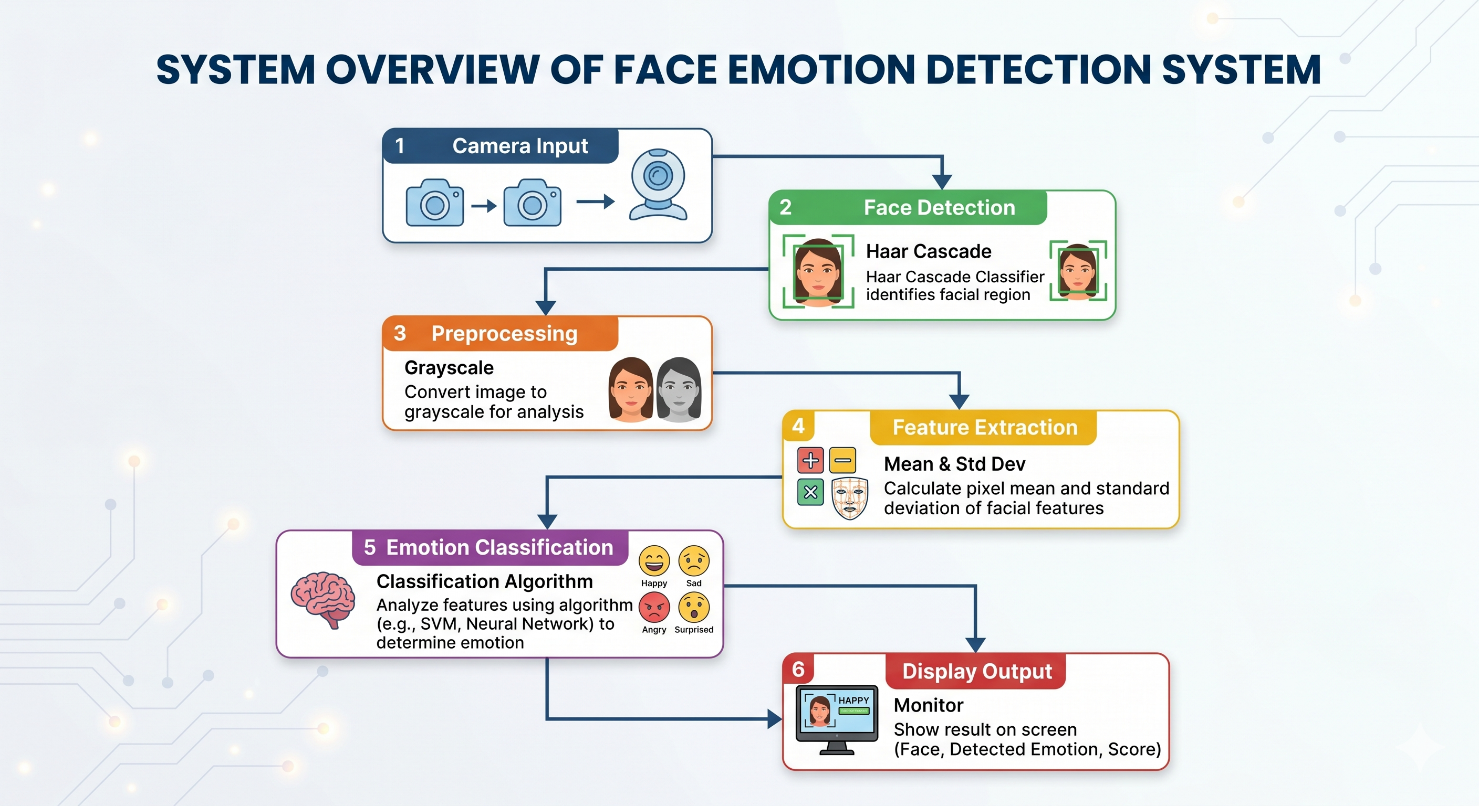 SYSTEM OVERVIEW OF FACE EMOTION DETECTION SYSTEM
1 Camera Input
2 Face Detection
Haar Cascade
Haar Cascade Classifier
identifies facial region
3 Preprocessing
Grayscale
Convert image to
grayscale for analysis
4 Feature Extraction
Mean & Std Dev
Calculate pixel mean and standard
deviation of facial features
5 Emotion Classification
Classification Algorithm
Analyze features using algorithm
(e.g., SVM, Neural Network) to
determine emotion
Happy Sad
Angry Surprised
6 Display Output
HAPPY
Monitor
Show result on screen
(Face, Detected Emotion, Score)